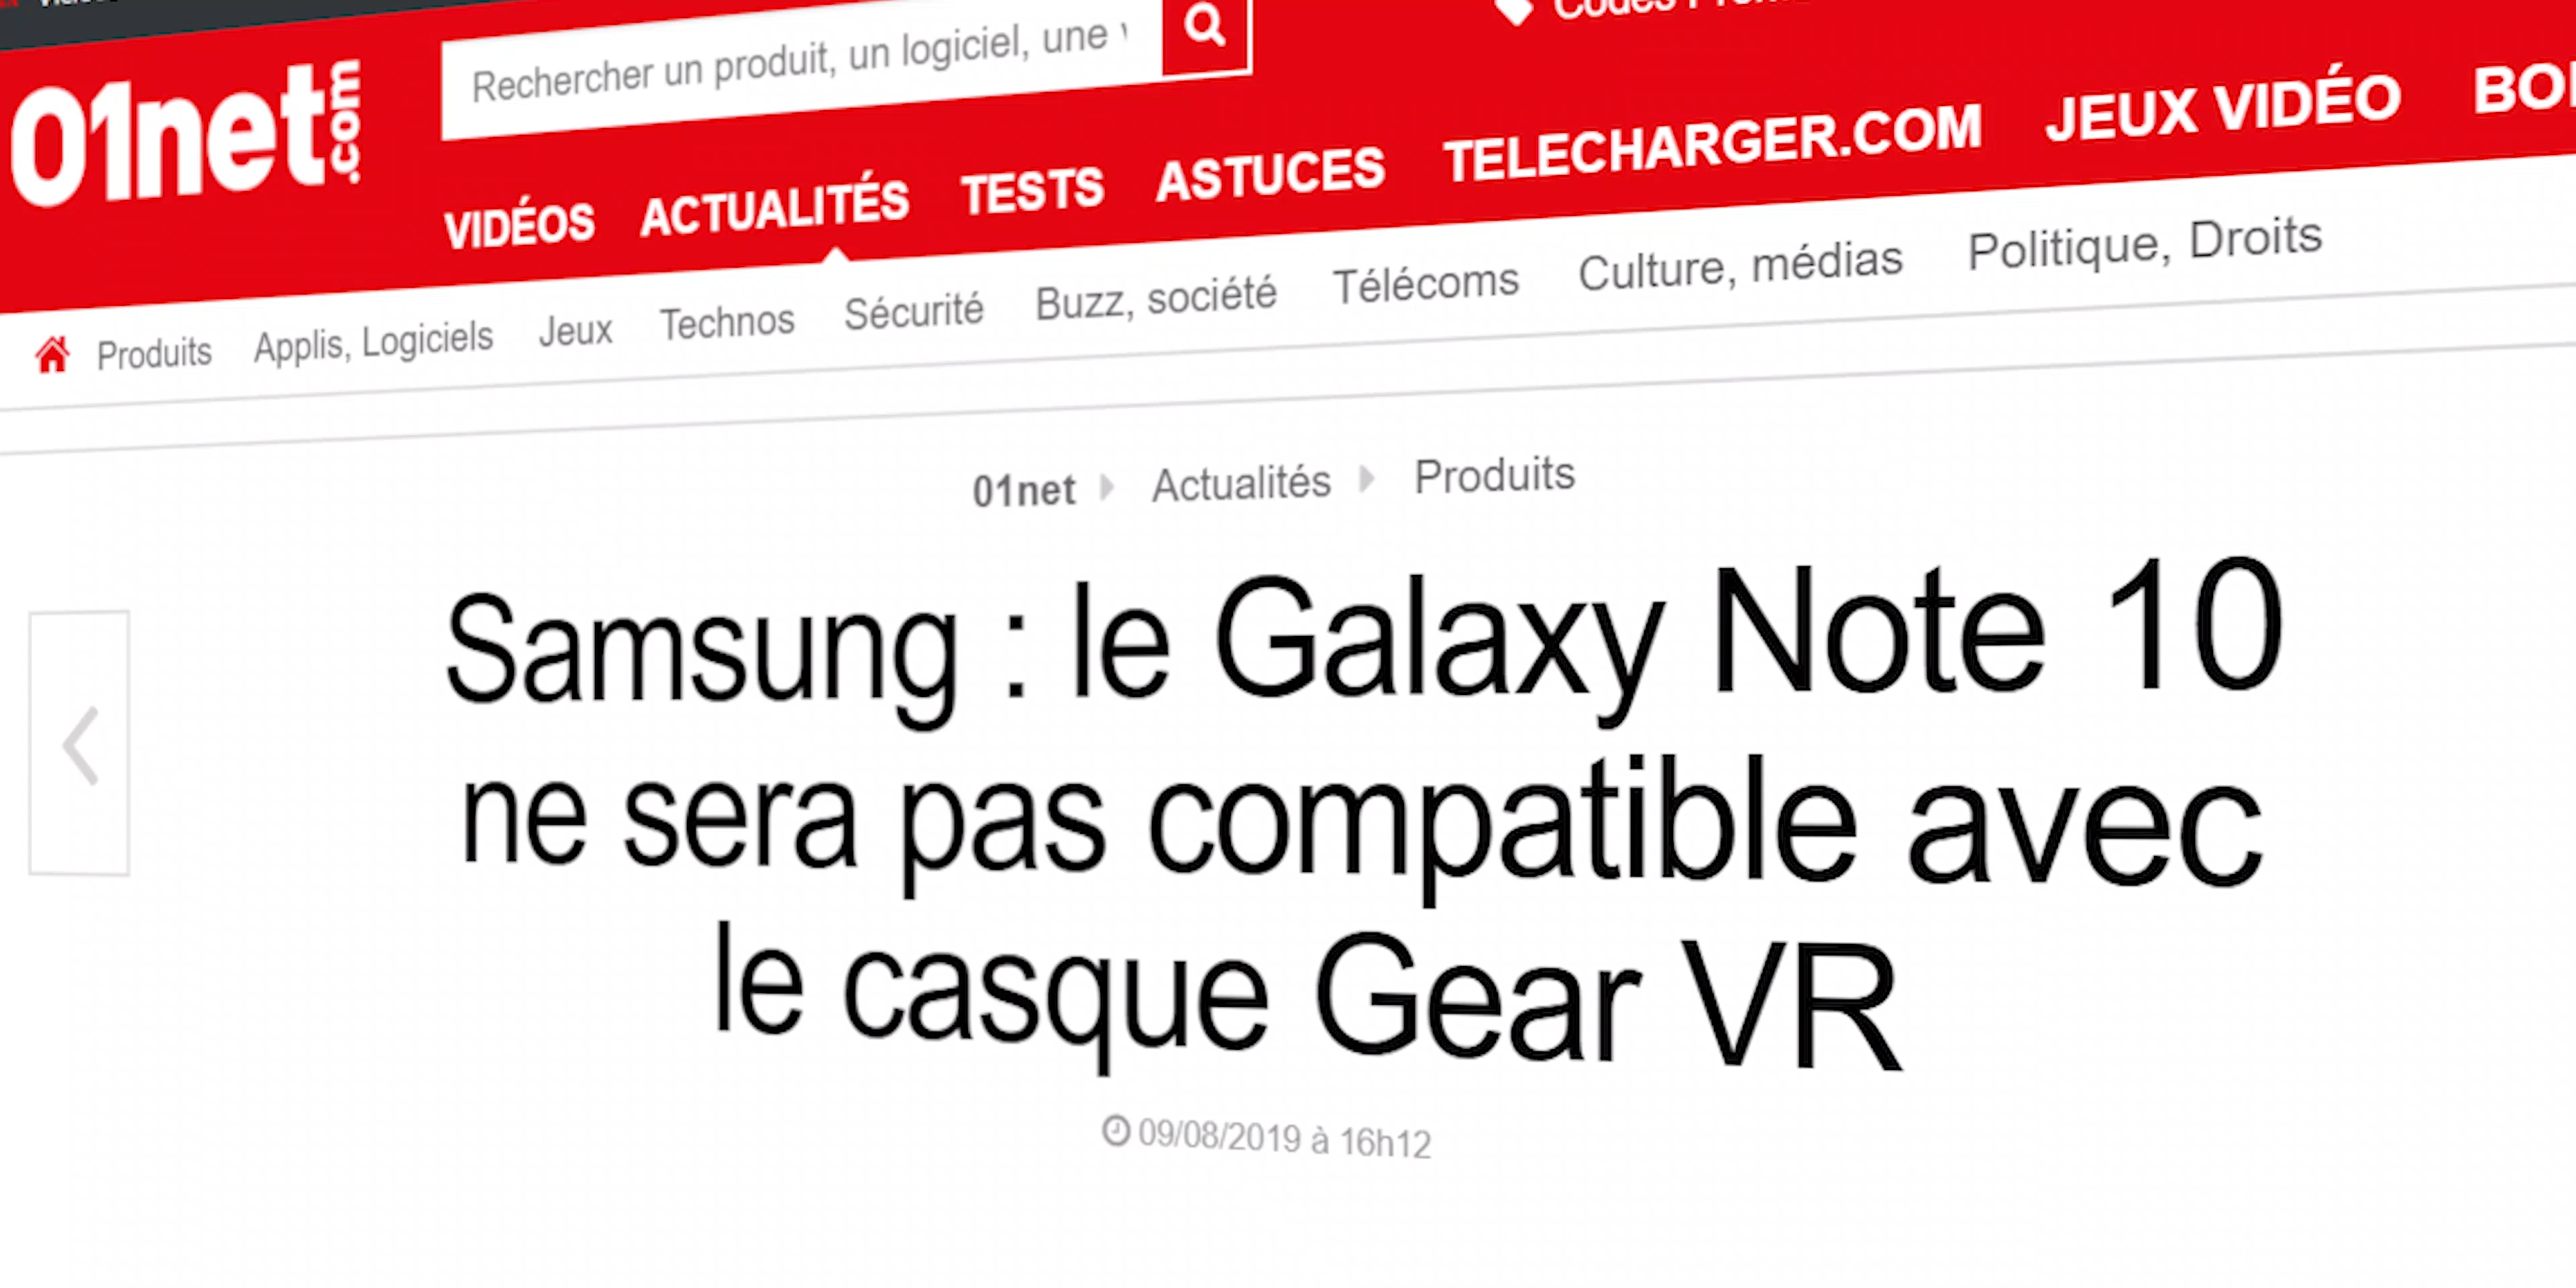 01net.com
Rechercher un produit, un logiciel, une
VIDÉOS ACTUALITÉS TESTS ASTUCES TELECHARGER.COM JEUX VIDÉO
Produits Applis, Logiciels Jeux Technos Sécurité Buzz, société Télécoms Culture, médias Politique, Droits
01net Actualités Produits
Samsung : le Galaxy Note 10
ne sera pas compatible avec
le casque Gear VR
09/08/2019 à 16h12